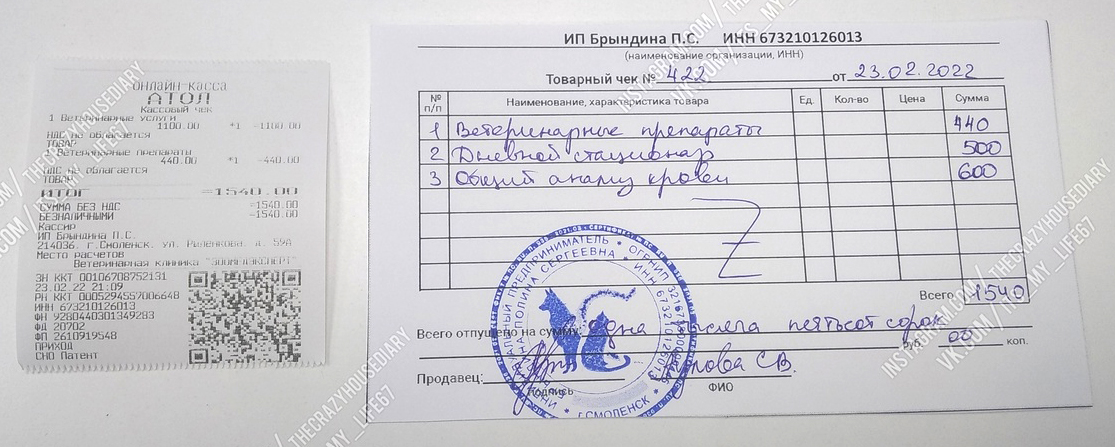 ОНЛАЙН-КАССА
АТОЛ
Кассовый чек
1 Ветеринарные услуги
1100.00 *1 =1100.00
НДС не облагается
ТОВАР
1 Ветеринарные препараты
440.00 *1 =440.00
НДС не облагается
ТОВАР
ИТОГ =1540.00
СУММА БЕЗ НДС =1540.00
БЕЗНАЛИЧНЫМИ =1540.00
Кассир
ИП Брындина П.С.
214036, г.Смоленск, ул. Рыленкова, д. 59А
Место расчетов
Ветеринарная клиника "ЗООМЕДЭКСПЕРТ"
ЗН ККТ 00106708752131
23.02.22 21:09
РН ККТ 0005294557006648
ИНН 673210126013
ФН 9280440301349283
ФД 20702
ФП 2610919548
ПРИХОД
СНО Патент
ИП Брындина П.С. ИНН 673210126013
(наименование организации, ИНН)
Товарный чек № 422 от 23.02.2022
№ п/п Наименование, характеристика товара Ед. Кол-во Цена Сумма
1 Ветеринарные препараты 440
2 Дневной стационар 500
3 Общий анализ крови 600
Z
Всего 1540
Всего отпущено на сумму: Одна тысяча пятьсот сорок
руб. 00 коп.
Продавец: С.В.
подпись ФИО
ИНДИВИДУАЛЬНЫЙ ПРЕДПРИНИМАТЕЛЬ * ОГРНИП
ПОЛИНА СЕРГЕЕВНА * ИНН 673210126013
* Г.СМОЛЕНСК *
INSTAGRAM.COM/THECRAZYHOUSEDIARY
VK.COM/ITS_MY_LIFE67